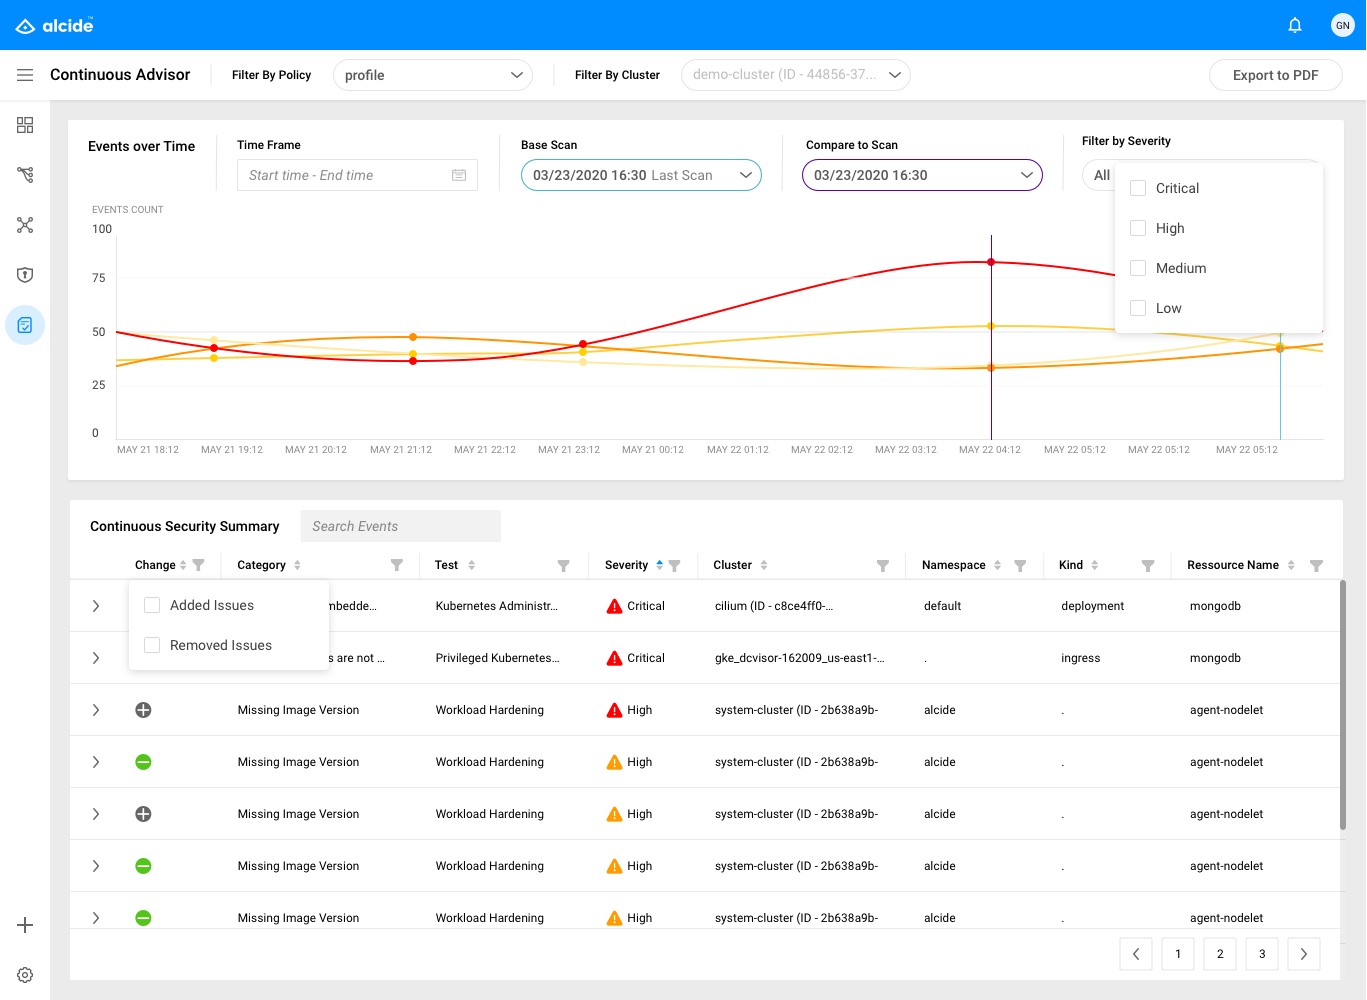 alcide
GN
Continuous Advisor
Filter By Policy
profile
Filter By Cluster
demo-cluster (ID - 44856-37...
Export to PDF
Events over Time
Time Frame
Start time - End time
Base Scan
03/23/2020 16:30 Last Scan
Compare to Scan
03/23/2020 16:30
Filter by Severity
All
Critical
High
Medium
Low
EVENTS COUNT
100
75
50
25
0
MAY 21 18:12 MAY 21 19:12 MAY 21 20:12 MAY 21 21:12 MAY 21 22:12 MAY 21 23:12 MAY 21 00:12 MAY 22 01:12 MAY 22 02:12 MAY 22 03:12 MAY 22 04:12 MAY 22 05:12 MAY 22 05:12 MAY 22 05:12
Continuous Security Summary
Search Events
Change Category Test Severity Cluster Namespace Kind Ressource Name
Added Issues
Removed Issues
mbedde... Kubernetes Administr... Critical cilium (ID - c8ce4ff0-... default deployment mongodb
s are not ... Privileged Kubernetes... Critical gke_dcvisor-162009_us-east1-... . ingress mongodb
Missing Image Version Workload Hardening High system-cluster (ID - 2b638a9b- alcide . agent-nodelet
Missing Image Version Workload Hardening High system-cluster (ID - 2b638a9b- alcide . agent-nodelet
Missing Image Version Workload Hardening High system-cluster (ID - 2b638a9b- alcide . agent-nodelet
Missing Image Version Workload Hardening High system-cluster (ID - 2b638a9b- alcide . agent-nodelet
Missing Image Version Workload Hardening High system-cluster (ID - 2b638a9b- alcide . agent-nodelet
1 2 3